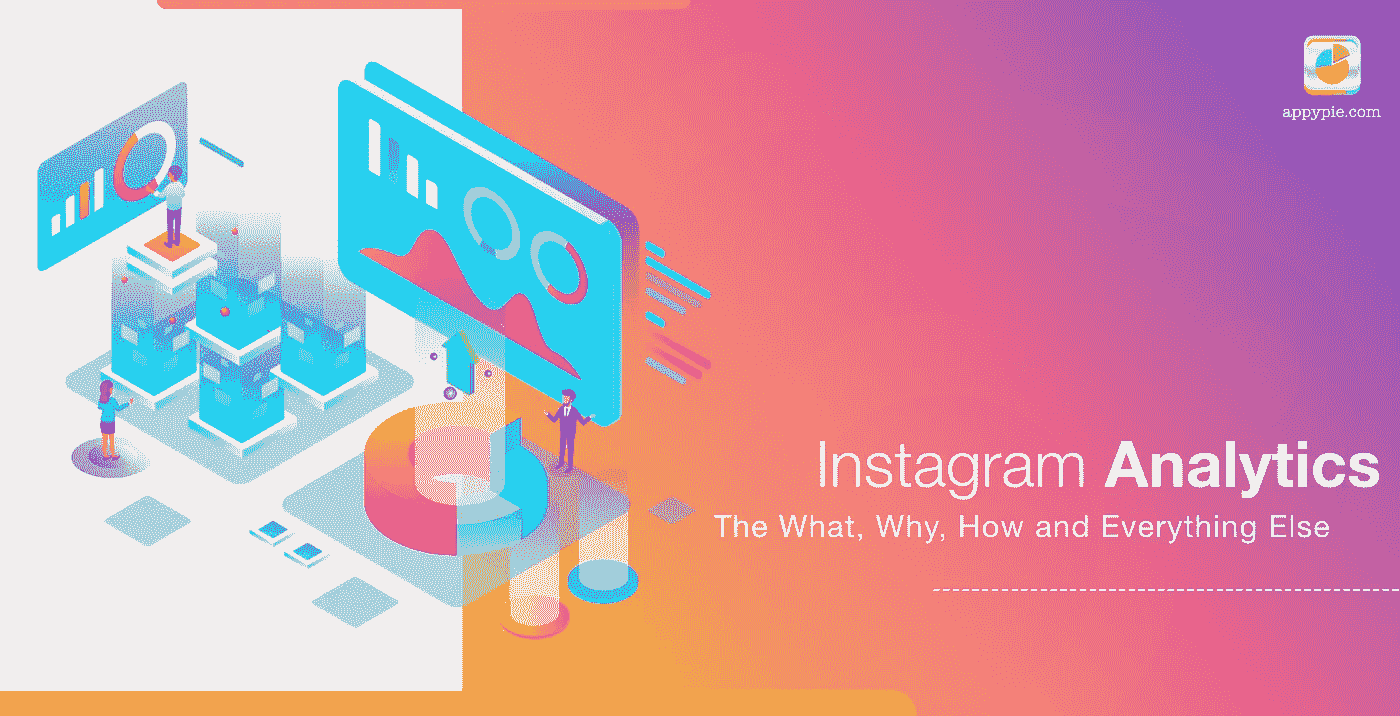 appypie.com
Instagram Analytics
The What, Why, How and Everything Else